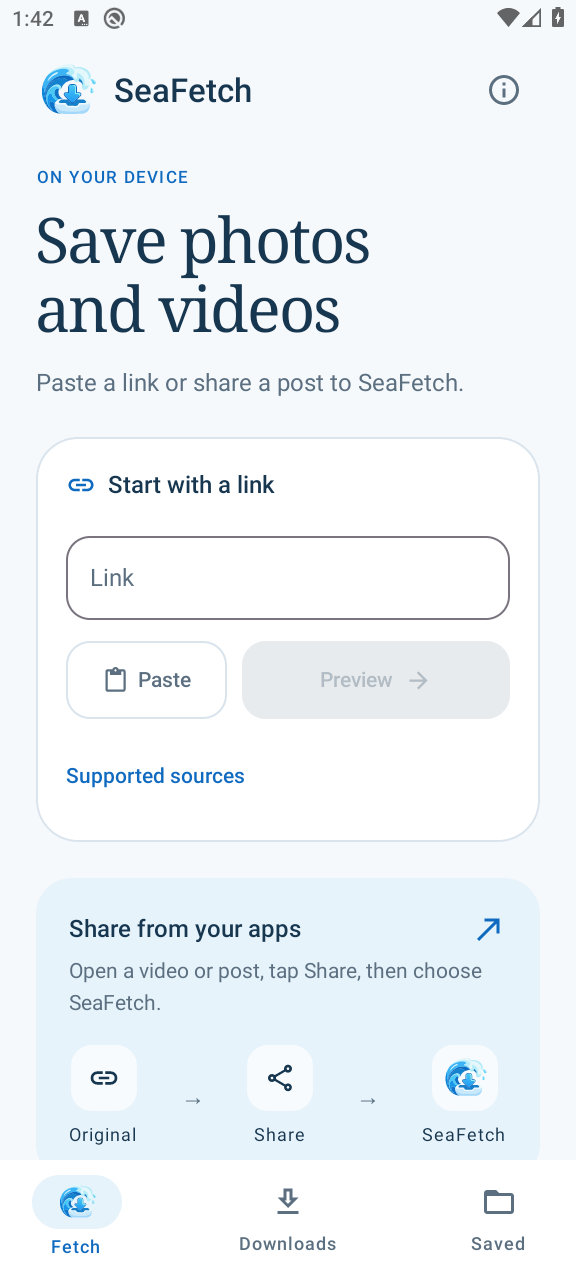 1:42
SeaFetch
ON YOUR DEVICE
Save photos
and videos
Paste a link or share a post to SeaFetch.
Start with a link
Link
Paste
Preview →
Supported sources
Share from your apps
Open a video or post, tap Share, then choose
SeaFetch.
→ →
Original Share SeaFetch
Fetch Downloads Saved